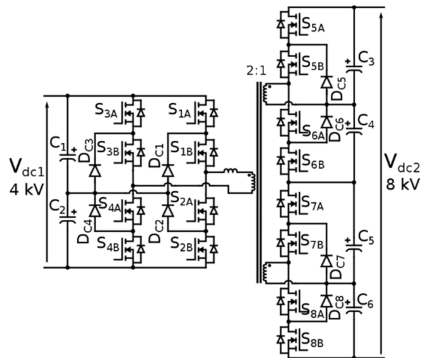 S5A
C3
S5B
DC5
2:1
S3A
S1A
C4
S6A
DC6
C1
DC3
S3B
DC1
S1B
S6B
Vdc1
4 kV
Vdc2
8 kV
C2
DC4
S4A
DC2
S2A
S7A
S4B
S2B
S7B
C5
DC7
S8A
DC8
C6
S8B